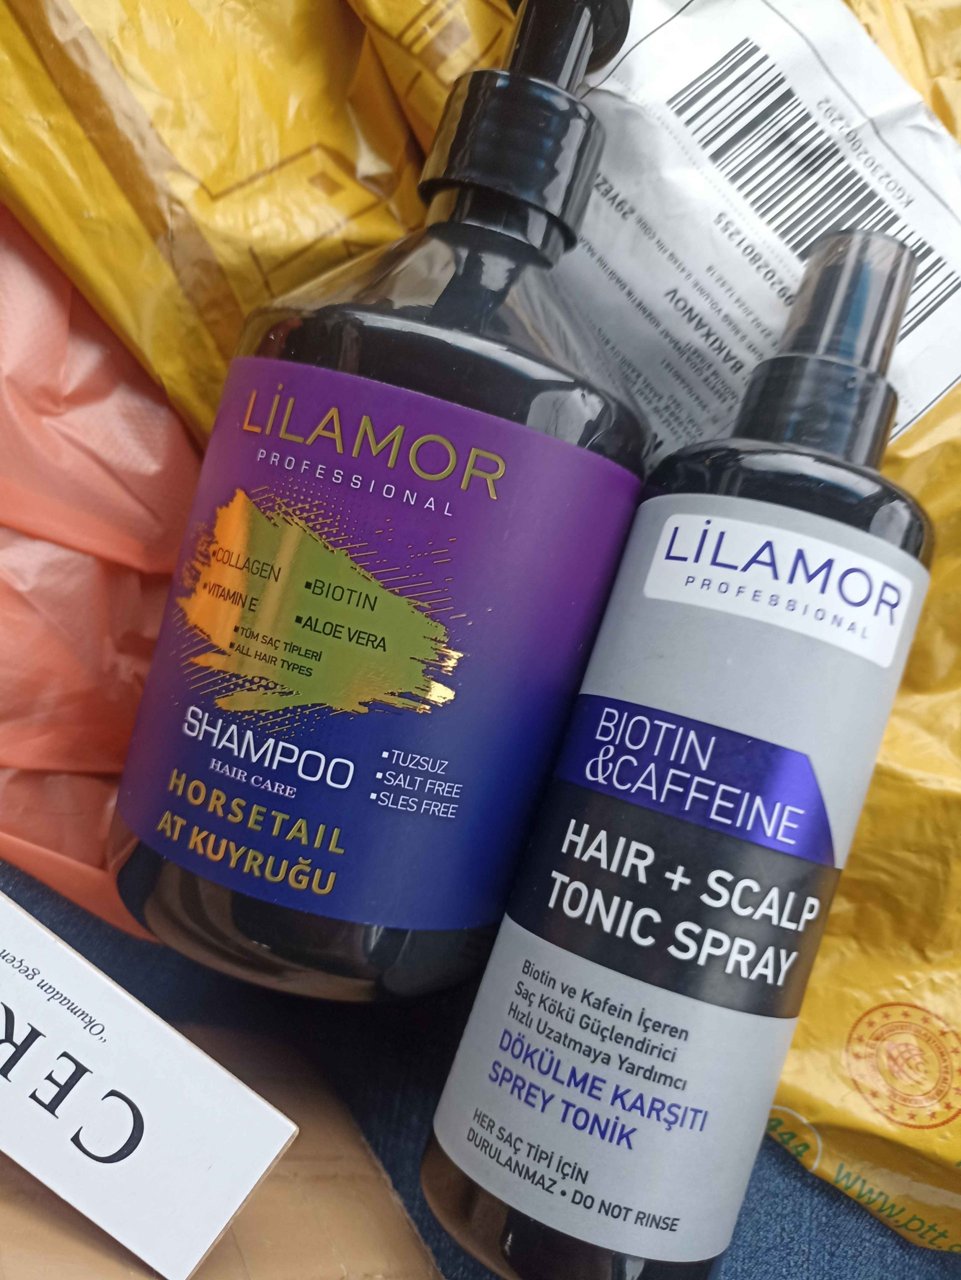 LİLAMOR
PROFESSIONAL
▪COLLAGEN
▪BIOTIN
▪VITAMIN E
▪ALOE VERA
▪TÜM SAÇ TİPLERİ
▪ALL HAIR TYPES
SHAMPOO
HAIR CARE
▪TUZSUZ
▪SALT FREE
▪SLES FREE
HORSETAIL
AT KUYRUĞU
LİLAMOR
PROFESSIONAL
BIOTIN
&CAFFEINE
HAIR + SCALP
TONIC SPRAY
Biotin ve Kafein İçeren
Saç Kökü Güçlendirici
Hızlı Uzatmaya Yardımcı
DÖKÜLME KARŞITI
SPREY TONİK
HER SAÇ TİPİ İÇİN
DURULANMAZ • DO NOT RINSE
BAKIXANOV
"Okumadan geçen
CER
444
www.ptt.